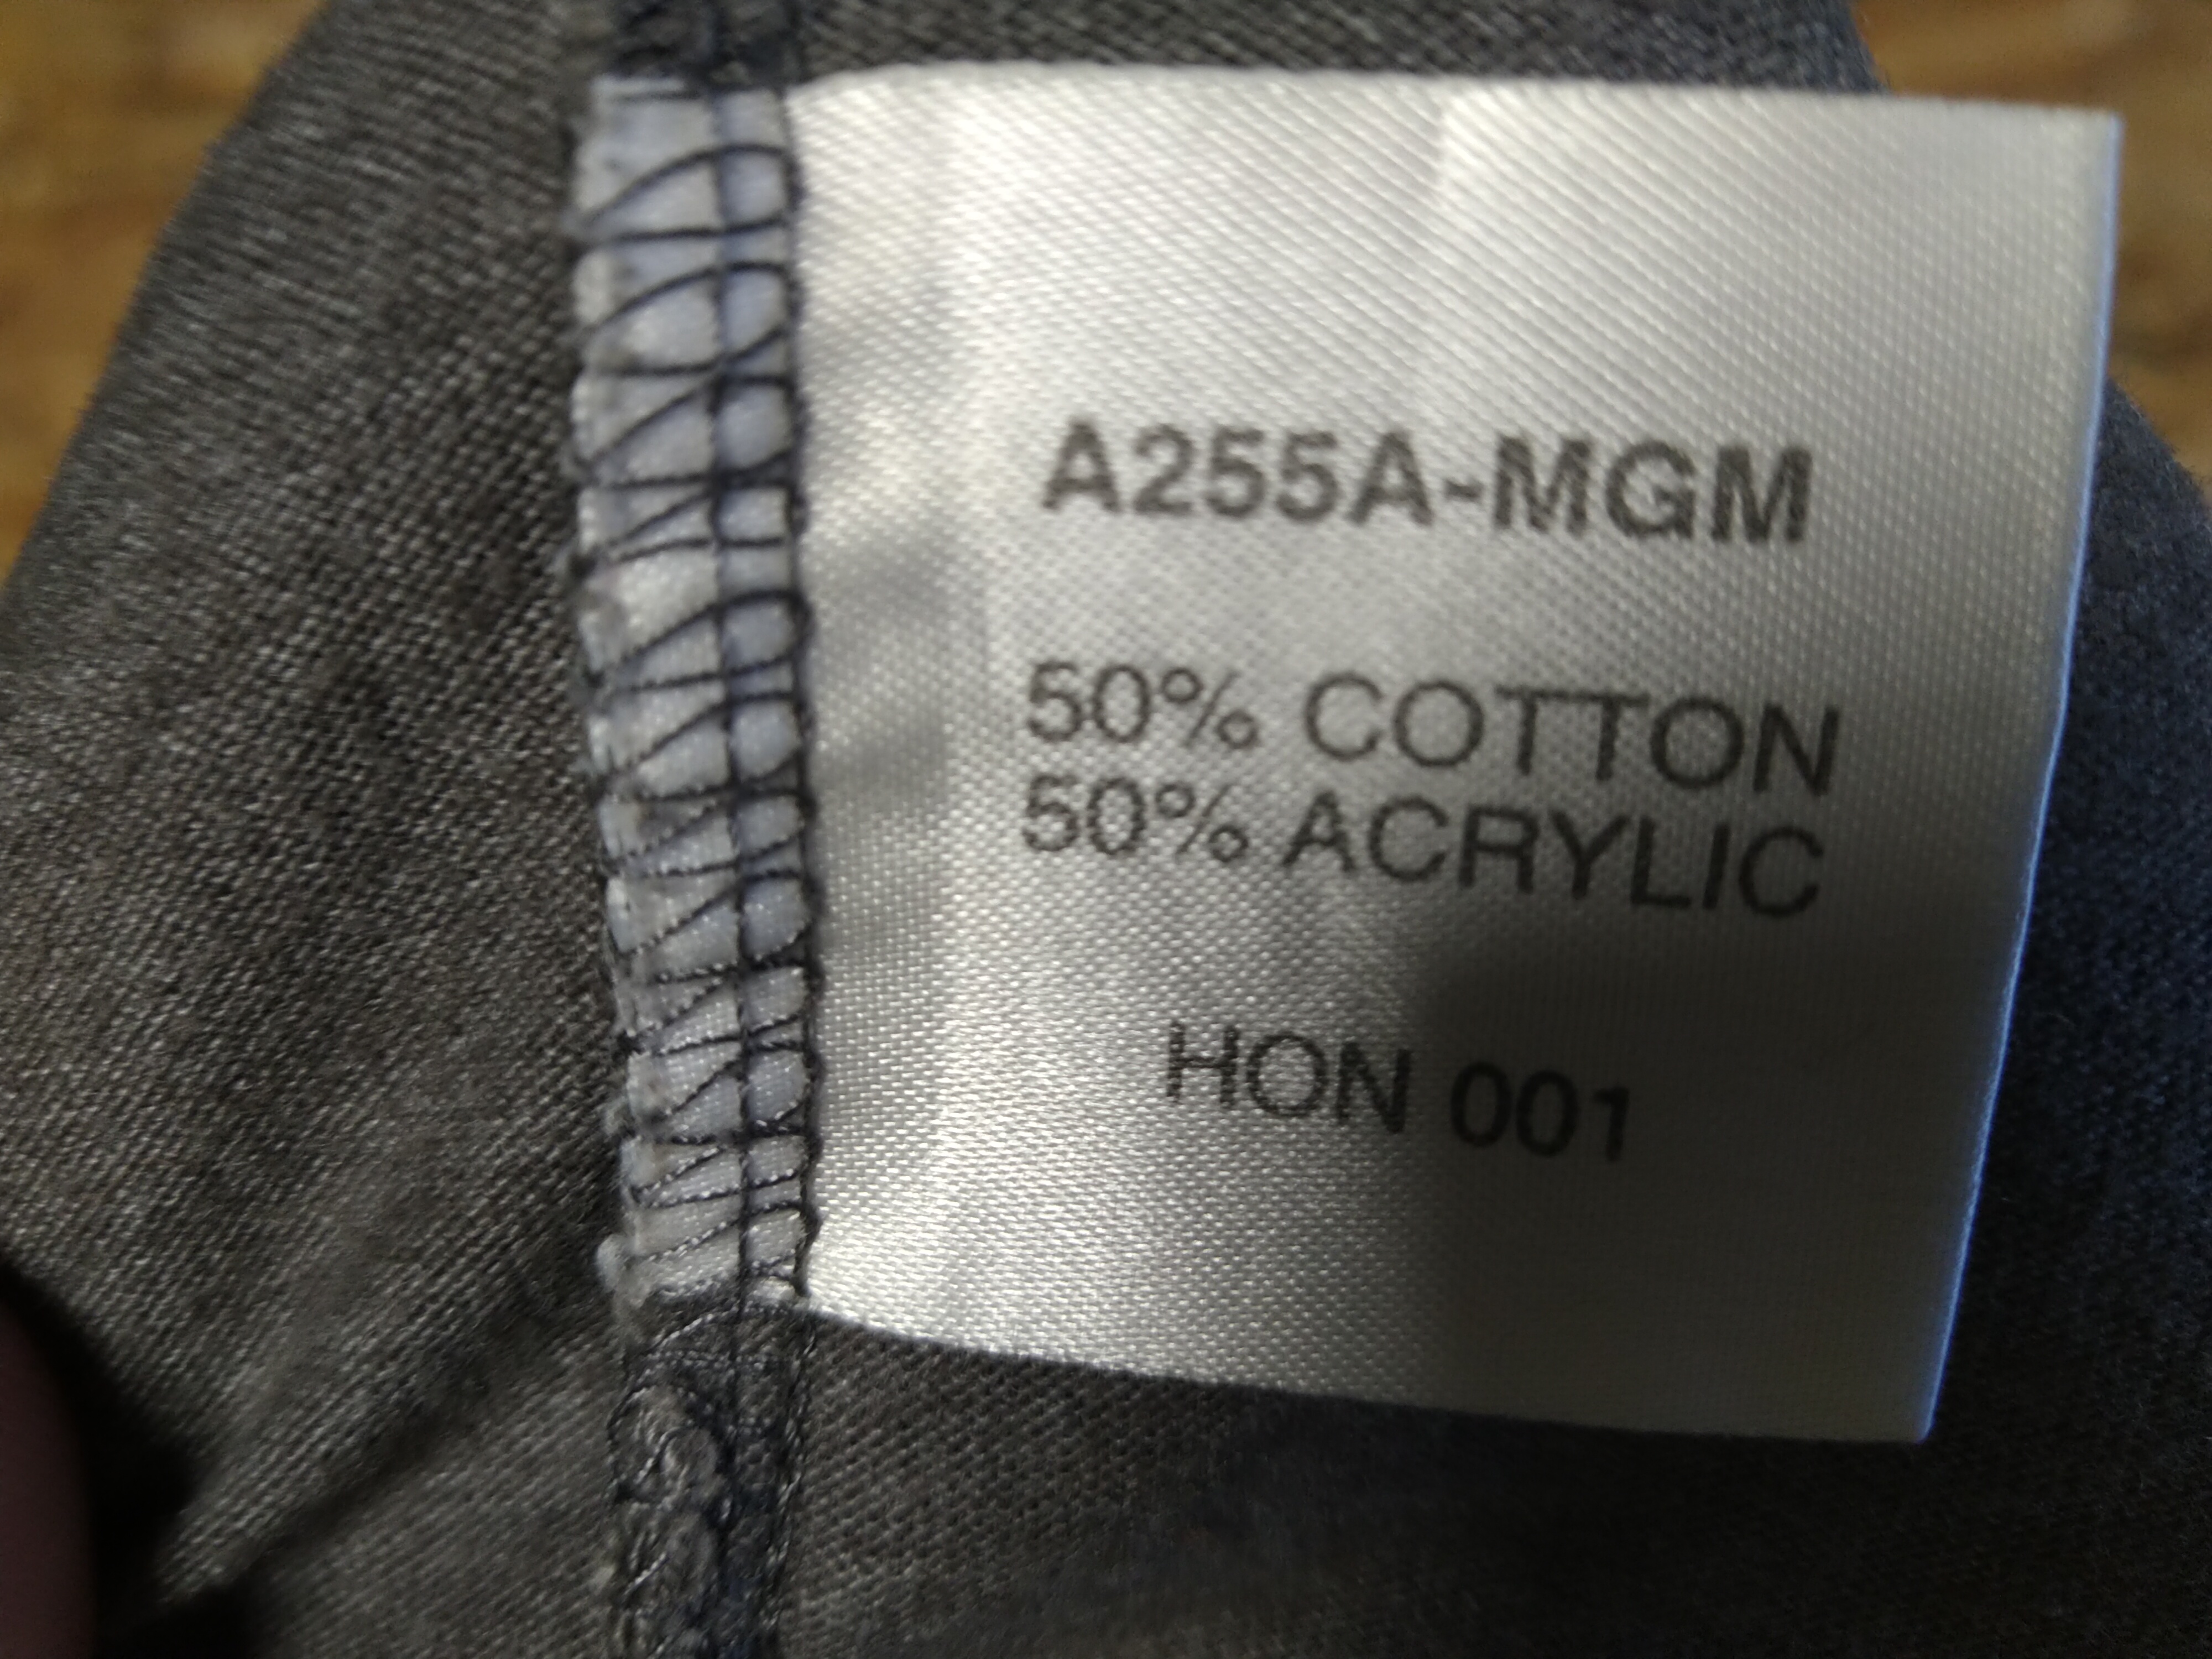 A255A-MGM
50% COTTON
50% ACRYLIC
HON 001